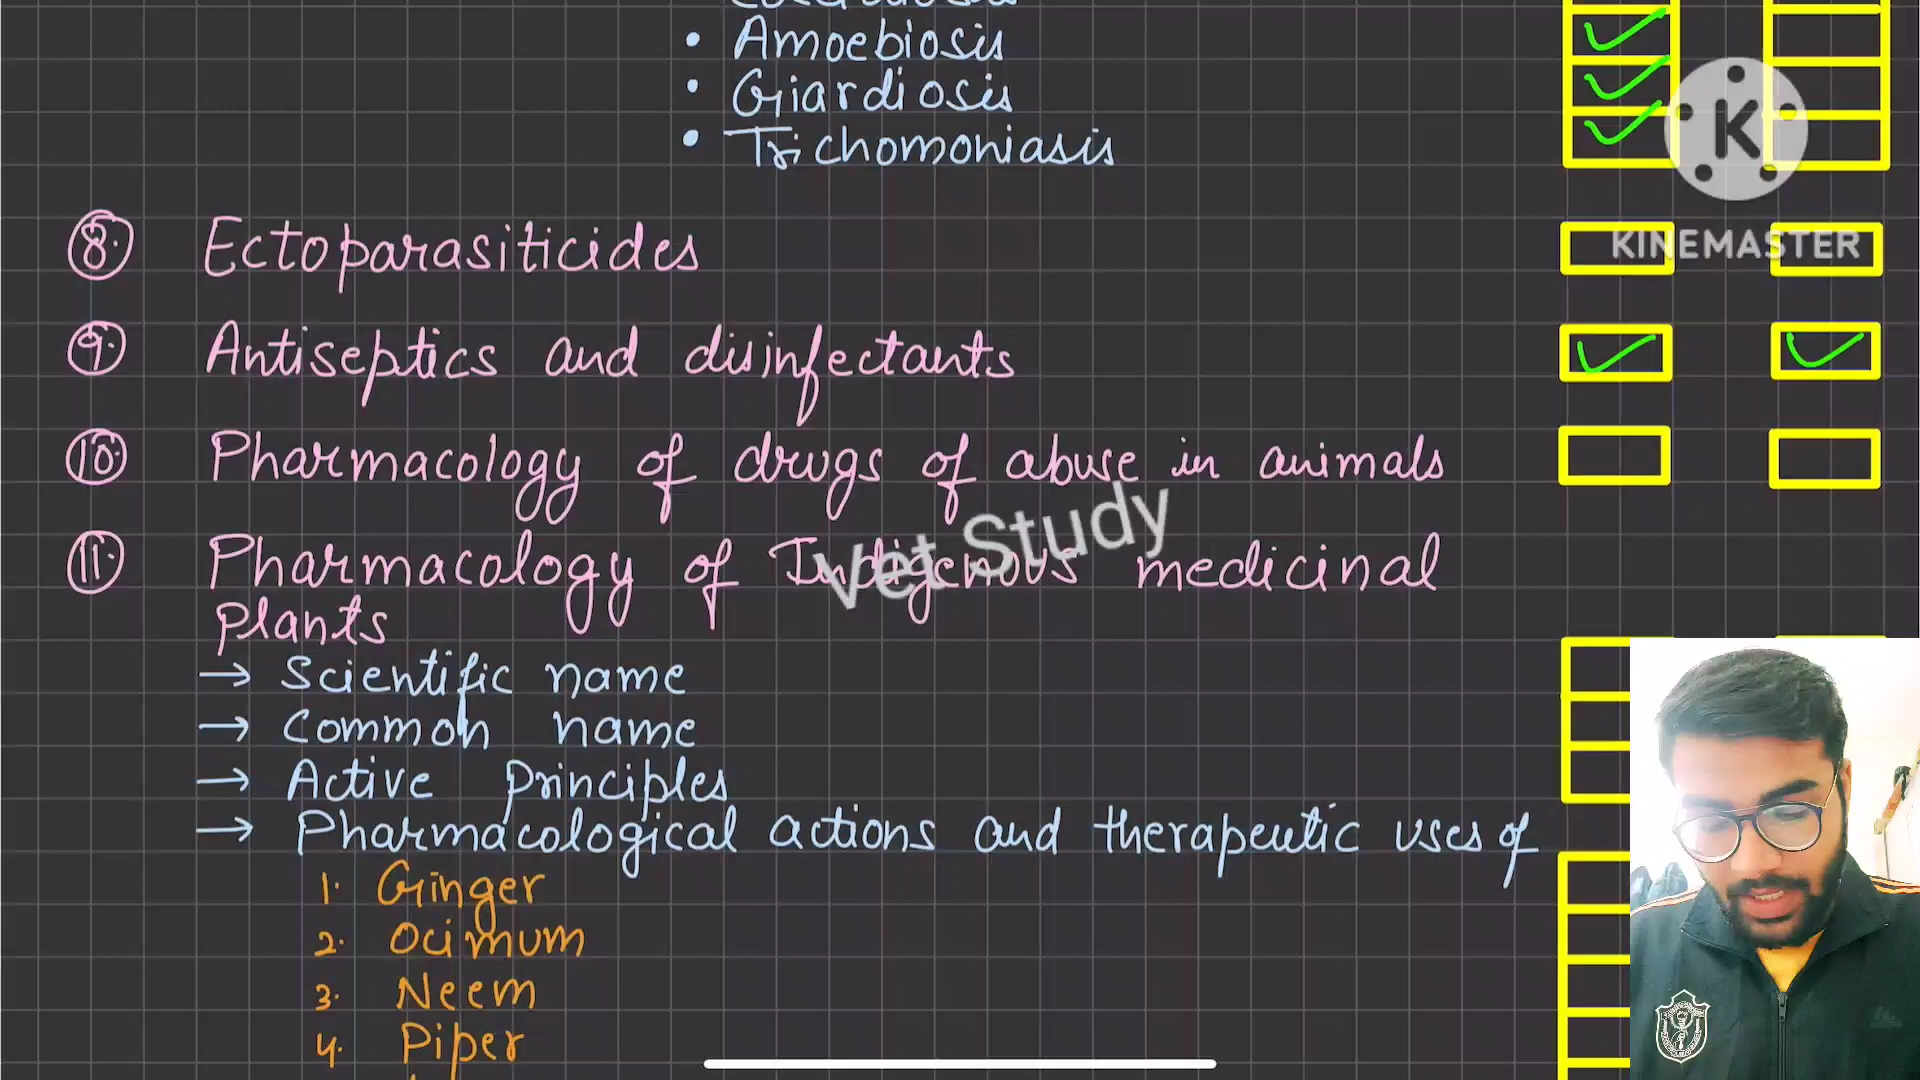 • Amoebiosis
• Giardiosis
• Trichomoniasis
K
KINEMASTER
8. Ectoparasiticides
9. Antiseptics and disinfectants
10. Pharmacology of drugs of abuse in animals
Vet Study
11. Pharmacology of Indigenous medicinal
plants
→ Scientific name
→ Common name
→ Active principles
→ Pharmacological actions and therapeutic uses of
1. Ginger
2. Ocimum
3. Neem
4. Piper